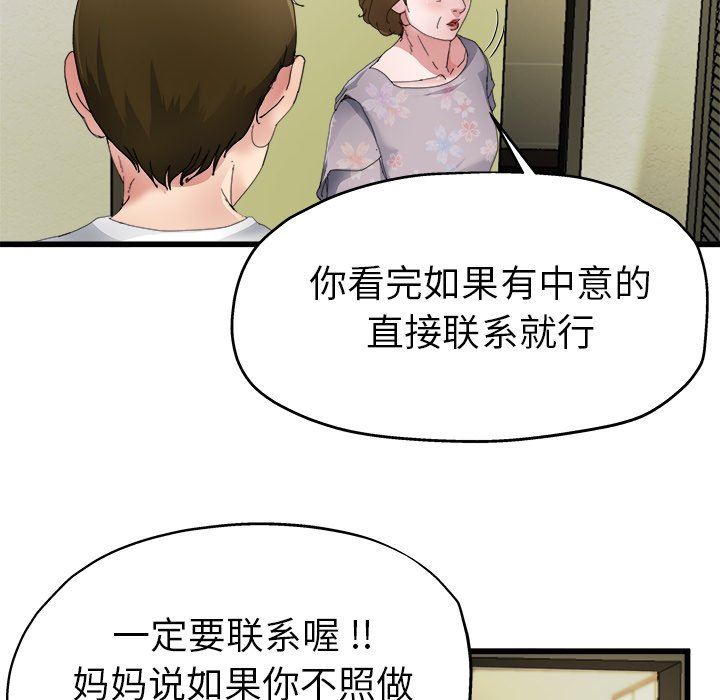 你看完如果有中意的
直接联系就行
一定要联系喔!!
妈妈说如果你不照做